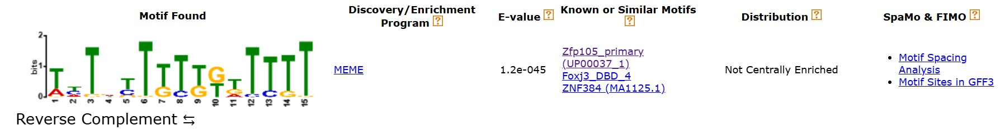 Motif Found
Discovery/Enrichment
Program ?
E-value ?
Known or Similar Motifs
?
Distribution ?
SpaMo & FIMO ?
2
1
0
bits
1 2 3 4 5 6 7 8 9 10 11 12 13 14 15
Reverse Complement ⇆
MEME
1.2e-045
Zfp105_primary
(UP00037_1)
Foxj3_DBD_4
ZNF384 (MA1125.1)
Not Centrally Enriched
• Motif Spacing
Analysis
• Motif Sites in GFF3